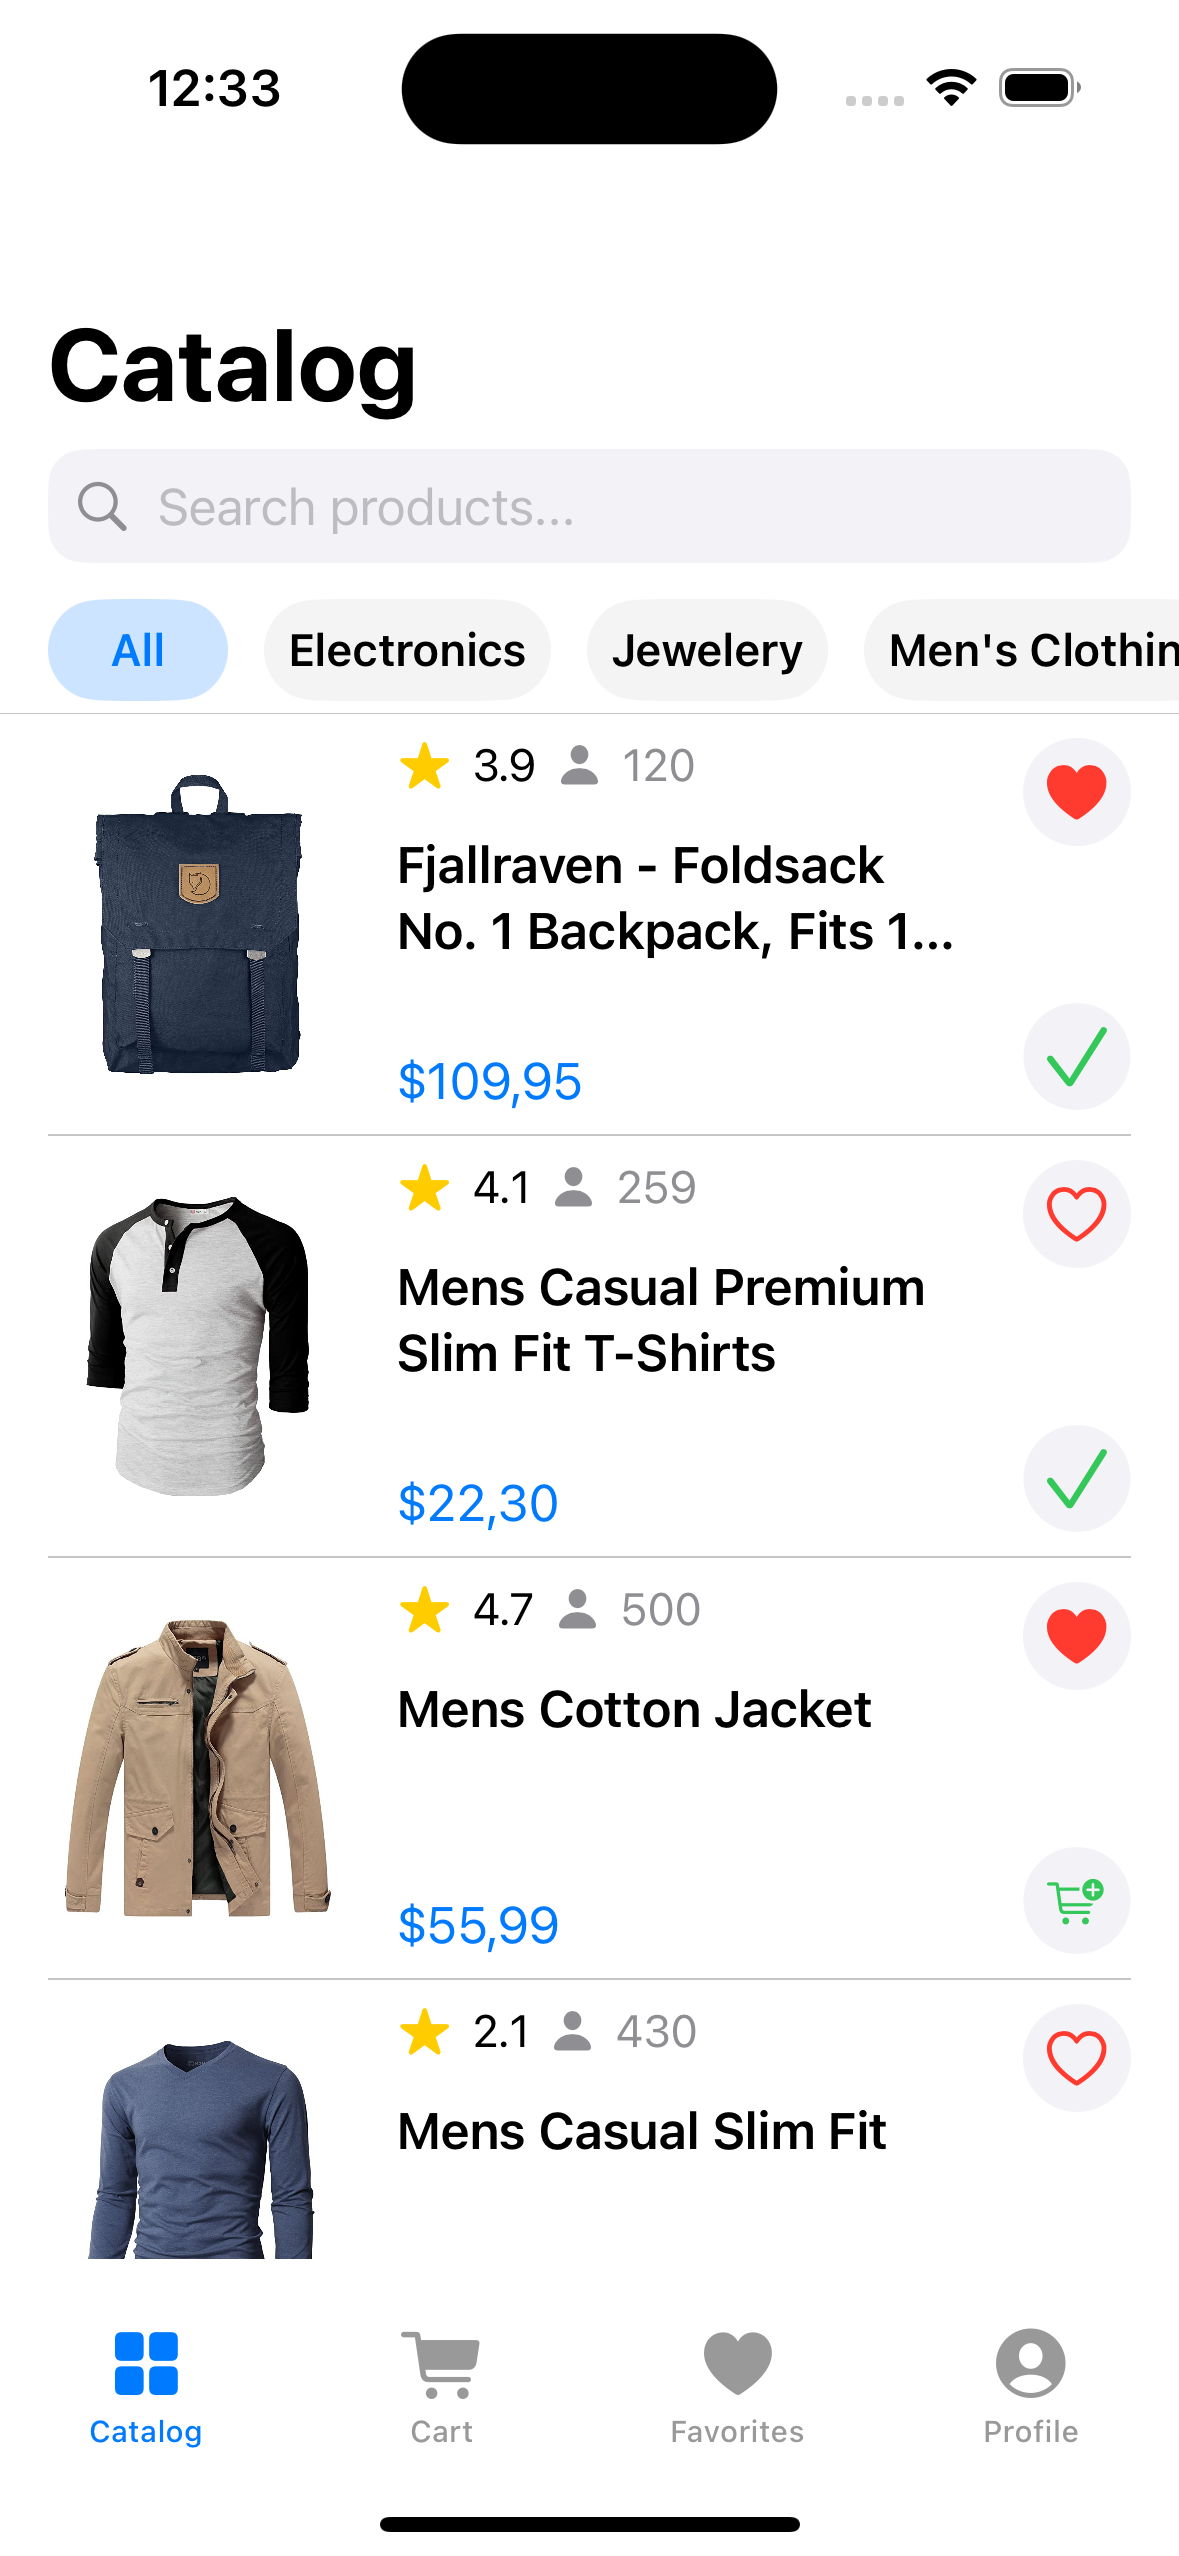 12:33
Catalog
Search products...
All
Electronics
Jewelery
Men's Clothin
3.9
120
Fjallraven - Foldsack
No. 1 Backpack, Fits 1...
$109,95
4.1
259
Mens Casual Premium
Slim Fit T-Shirts
$22,30
4.7
500
Mens Cotton Jacket
$55,99
2.1
430
Mens Casual Slim Fit
Catalog
Cart
Favorites
Profile